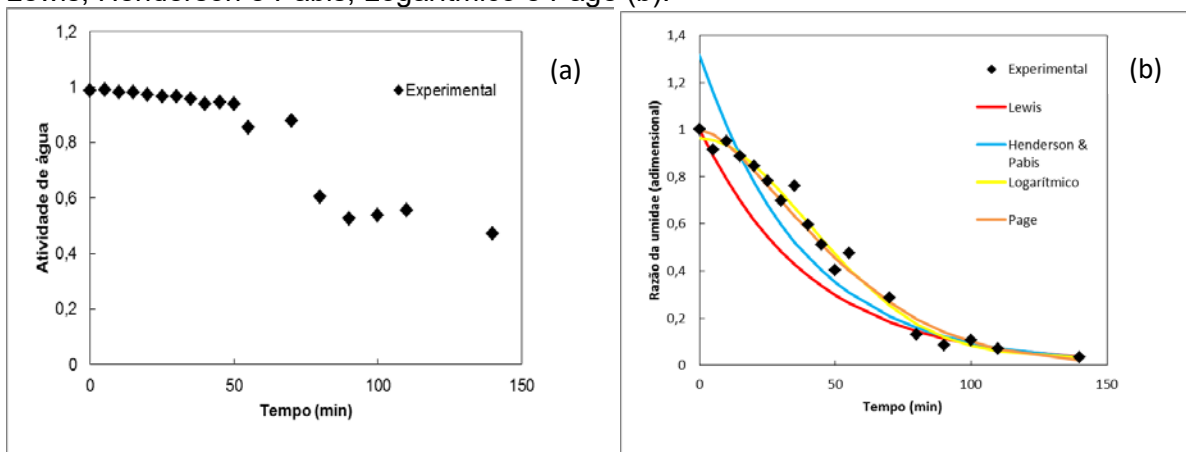 Lewis, Henderson e Pabis, Logarítmico e Page (b).
1,2
1
0,8
0,6
0,4
0,2
0
0 50 100 150
Atividade de água
Tempo (min)
Experimental
(a)
1,4
1,2
1
0,8
0,6
0,4
0,2
0
0 50 100 150
Razão da umidae (adimensional)
Tempo (min)
Experimental
Lewis
Henderson &
Pabis
Logarítmico
Page
(b)